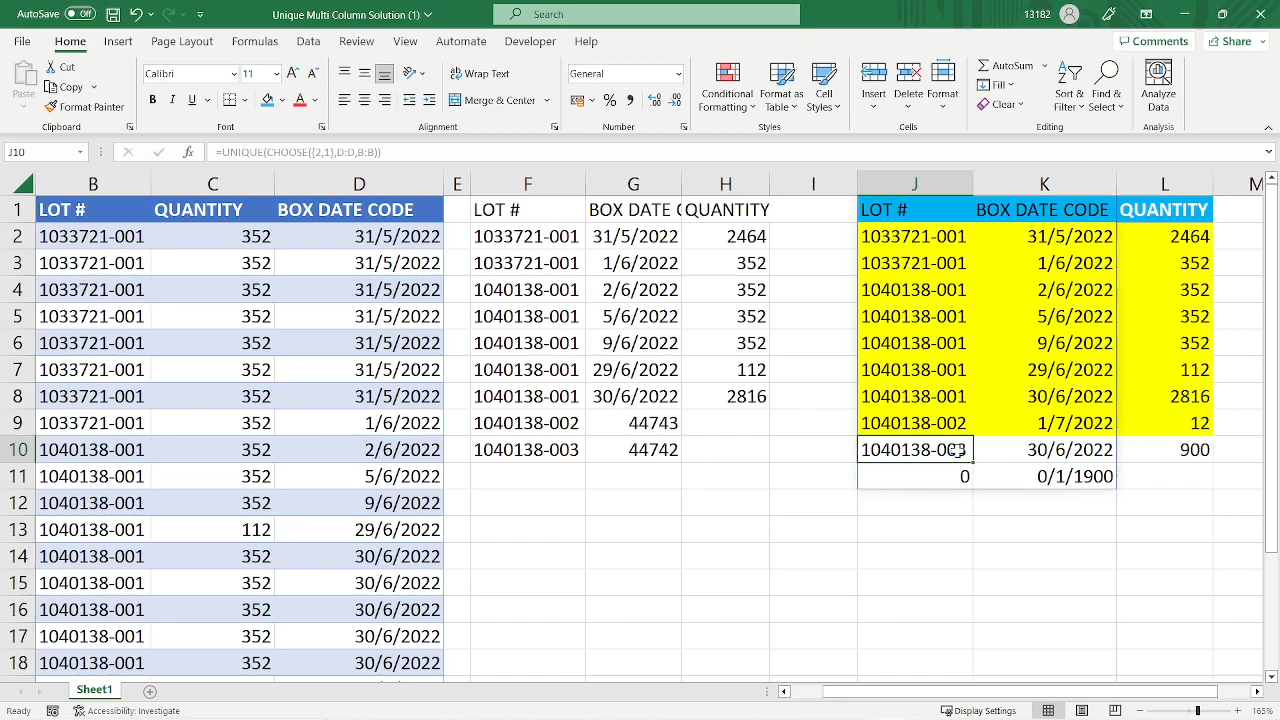 AutoSave Off Unique Multi Column Solution (1) Search 13182
File Home Insert Page Layout Formulas Data Review View Automate Developer Help Comments Share
Paste Cut Copy Format Painter Clipboard
Calibri 11 B I U Font
Wrap Text Merge & Center Alignment
General % Number
Conditional Formatting Format as Table Cell Styles Styles
Insert Delete Format Cells
AutoSum Fill Clear Sort & Filter Find & Select Editing
Analyze Data Analysis
J10 fx =UNIQUE(CHOOSE({2,1},D:D,B:B))
B C D E F G H I J K L M
1 LOT # QUANTITY BOX DATE CODE LOT # BOX DATE C QUANTITY LOT # BOX DATE CODE QUANTITY
2 1033721-001 352 31/5/2022 1033721-001 31/5/2022 2464 1033721-001 31/5/2022 2464
3 1033721-001 352 31/5/2022 1033721-001 1/6/2022 352 1033721-001 1/6/2022 352
4 1033721-001 352 31/5/2022 1040138-001 2/6/2022 352 1040138-001 2/6/2022 352
5 1033721-001 352 31/5/2022 1040138-001 5/6/2022 352 1040138-001 5/6/2022 352
6 1033721-001 352 31/5/2022 1040138-001 9/6/2022 352 1040138-001 9/6/2022 352
7 1033721-001 352 31/5/2022 1040138-001 29/6/2022 112 1040138-001 29/6/2022 112
8 1033721-001 352 31/5/2022 1040138-001 30/6/2022 2816 1040138-001 30/6/2022 2816
9 1033721-001 352 1/6/2022 1040138-002 44743 1040138-002 1/7/2022 12
10 1040138-001 352 2/6/2022 1040138-003 44742 1040138-003 30/6/2022 900
11 1040138-001 352 5/6/2022 0 0/1/1900
12 1040138-001 352 9/6/2022
13 1040138-001 112 29/6/2022
14 1040138-001 352 30/6/2022
15 1040138-001 352 30/6/2022
16 1040138-001 352 30/6/2022
17 1040138-001 352 30/6/2022
18 1040138-001 352 30/6/2022
Sheet1
Ready Accessibility: Investigate Display Settings 165%